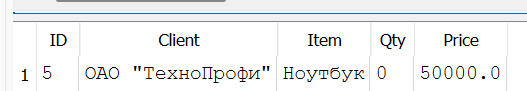 ID Client Item Qty Price
1 5 ОАО "ТехноПрофи" Ноутбук 0 50000.0